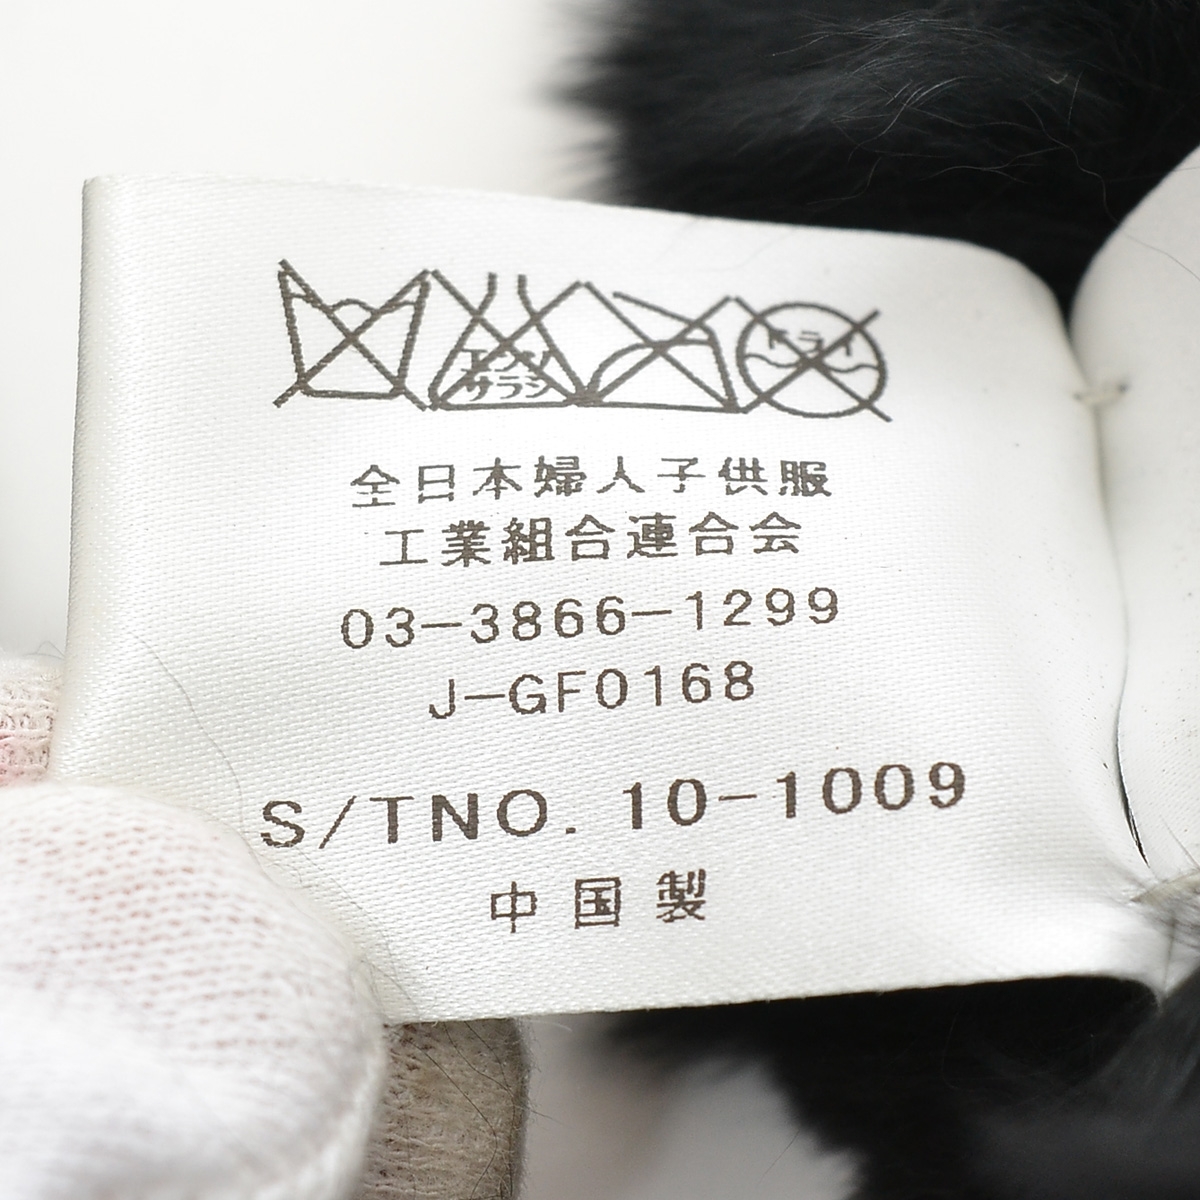 エンソ
サラシ
ドライ
全日本婦人子供服
工業組合連合会
03-3866-1299
J-GF0168
S/TNO. 10-1009
中国製